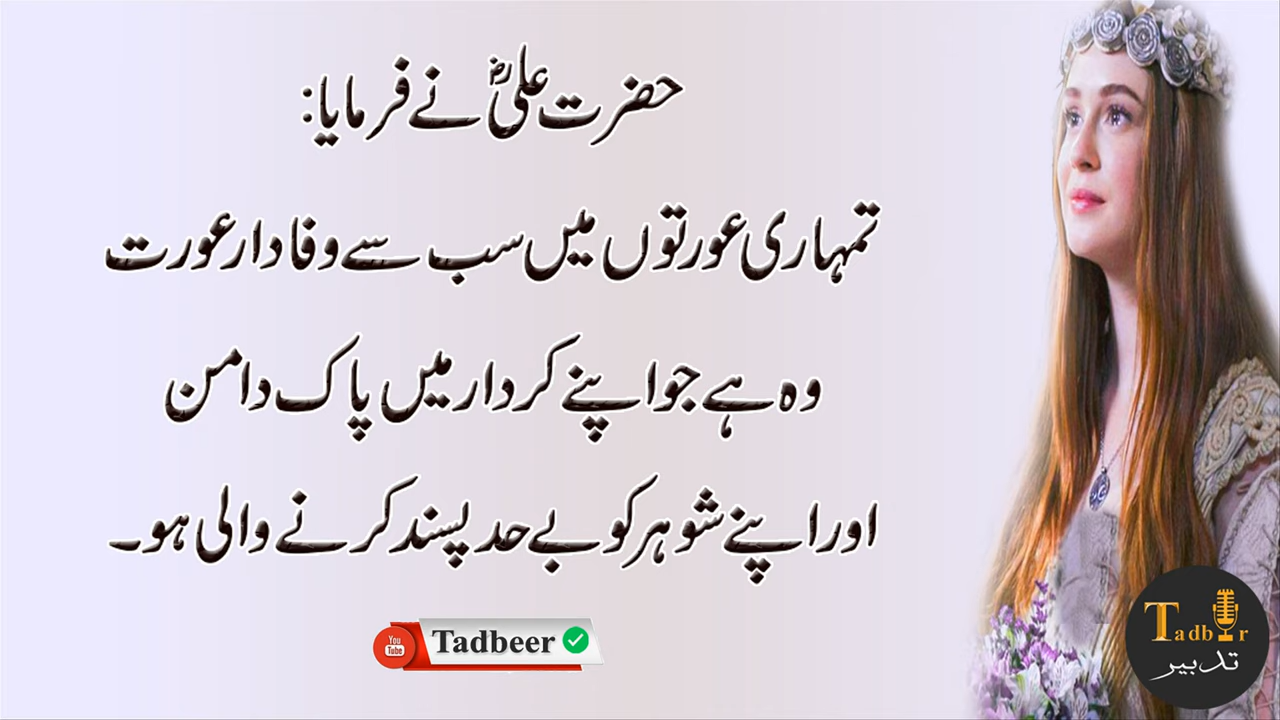 حضرت علیؓ نے فرمایا:
تمہاری عورتوں میں سب سے وفادار عورت
وہ ہے جو اپنے کردار میں پاک دامن
اور اپنے شوہر کو بے حد پسند کرنے والی ہو۔
You Tube Tadbeer
Tadbir
تدبیر